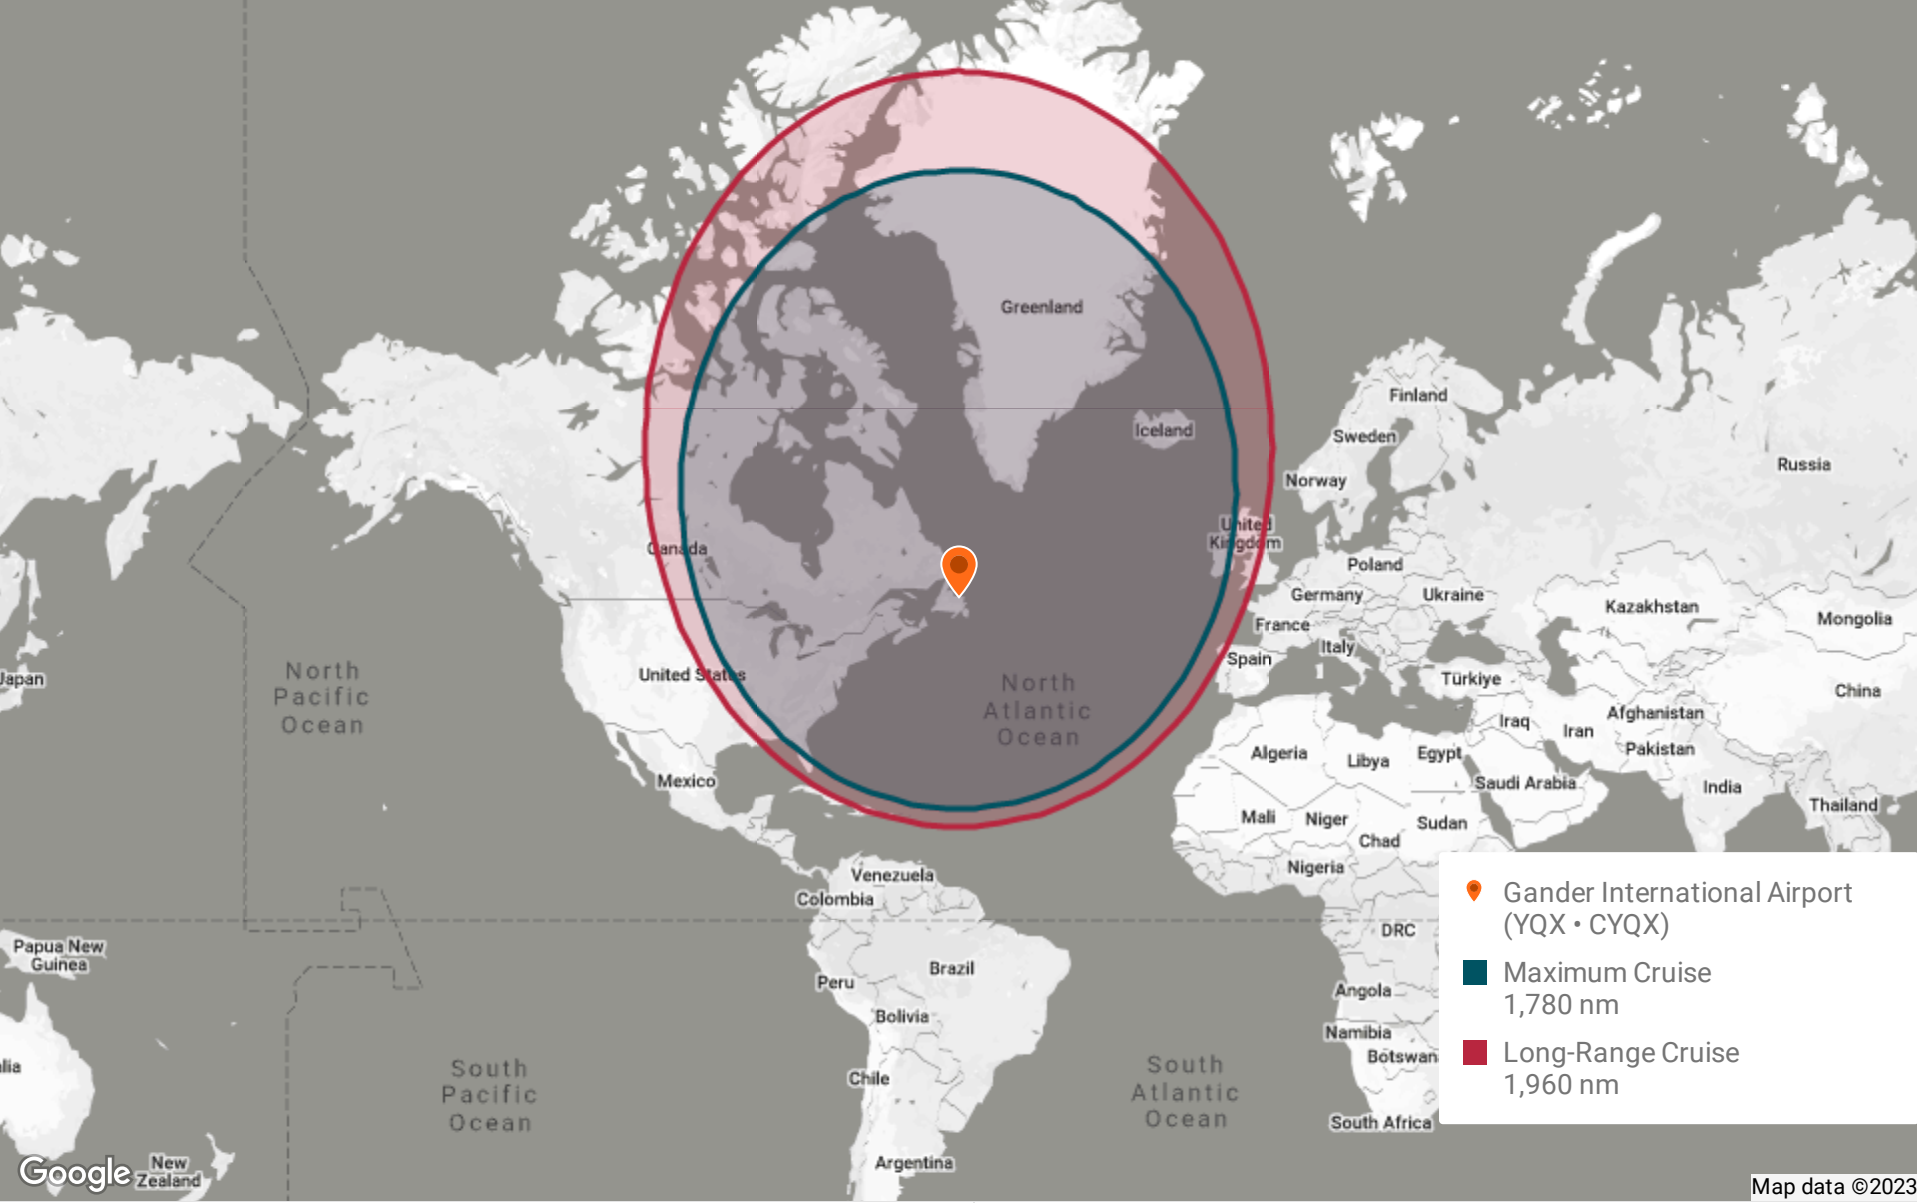 Greenland
Iceland
Finland
Sweden
Norway
Russia
United
Kingdom
Canada
Poland
Germany
Ukraine
Kazakhstan
Mongolia
France
Italy
Spain
United States
Türkiye
China
Japan
North
Pacific
Ocean
North
Atlantic
Ocean
Iraq
Iran
Afghanistan
Pakistan
Algeria
Libya
Egypt
Saudi Arabia
India
Thailand
Mexico
Mali
Niger
Sudan
Chad
Nigeria
Venezuela
Colombia
DRC
Papua New
Guinea
Brazil
Peru
Angola
Bolivia
Namibia
Botswan
lia
South
Pacific
Ocean
South
Atlantic
Ocean
Chile
South Africa
Argentina
New
Zealand
Gander International Airport
(YQX • CYQX)
Maximum Cruise
1,780 nm
Long-Range Cruise
1,960 nm
Google
Map data ©2023